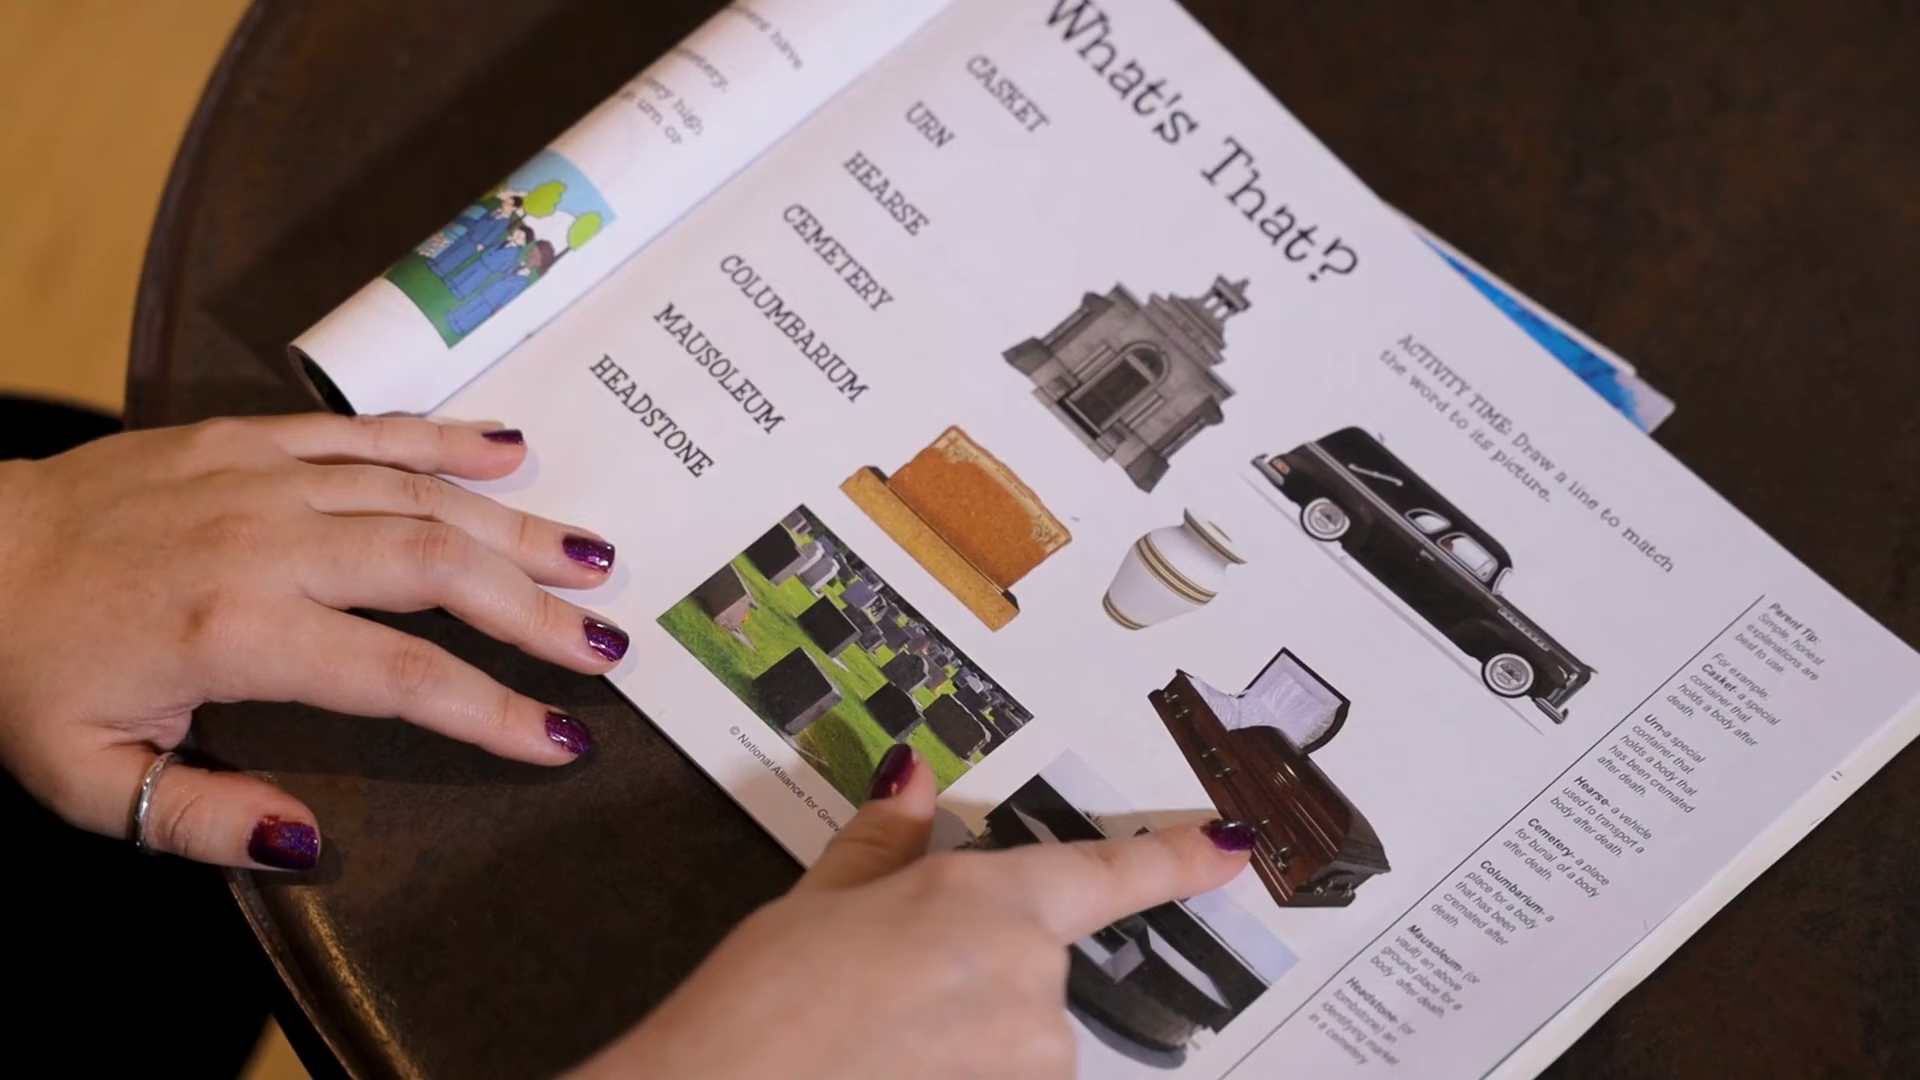 What's That?
CASKET
URN
HEARSE
CEMETERY
COLUMBARIUM
MAUSOLEUM
HEADSTONE
ACTIVITY TIME: Draw a line to match
the word to its picture.
Parent Tip:
Simple, honest
explanations are
best to use.
For example:
Casket- a special
container that
holds a body after
death.
Urn- a special
container that
holds a body that
has been cremated
after death.
Hearse- a vehicle
used to transport a
body after death.
Cemetery- a place
for burial of a body
after death.
Columbarium- a
place for a body
that has been
cremated after
death.
Mausoleum- (or
vault) an above
ground place for a
body after death.
Headstone- (or
tombstone) an
identifying marker
in a cemetery
© National Alliance for
have
high
urn or